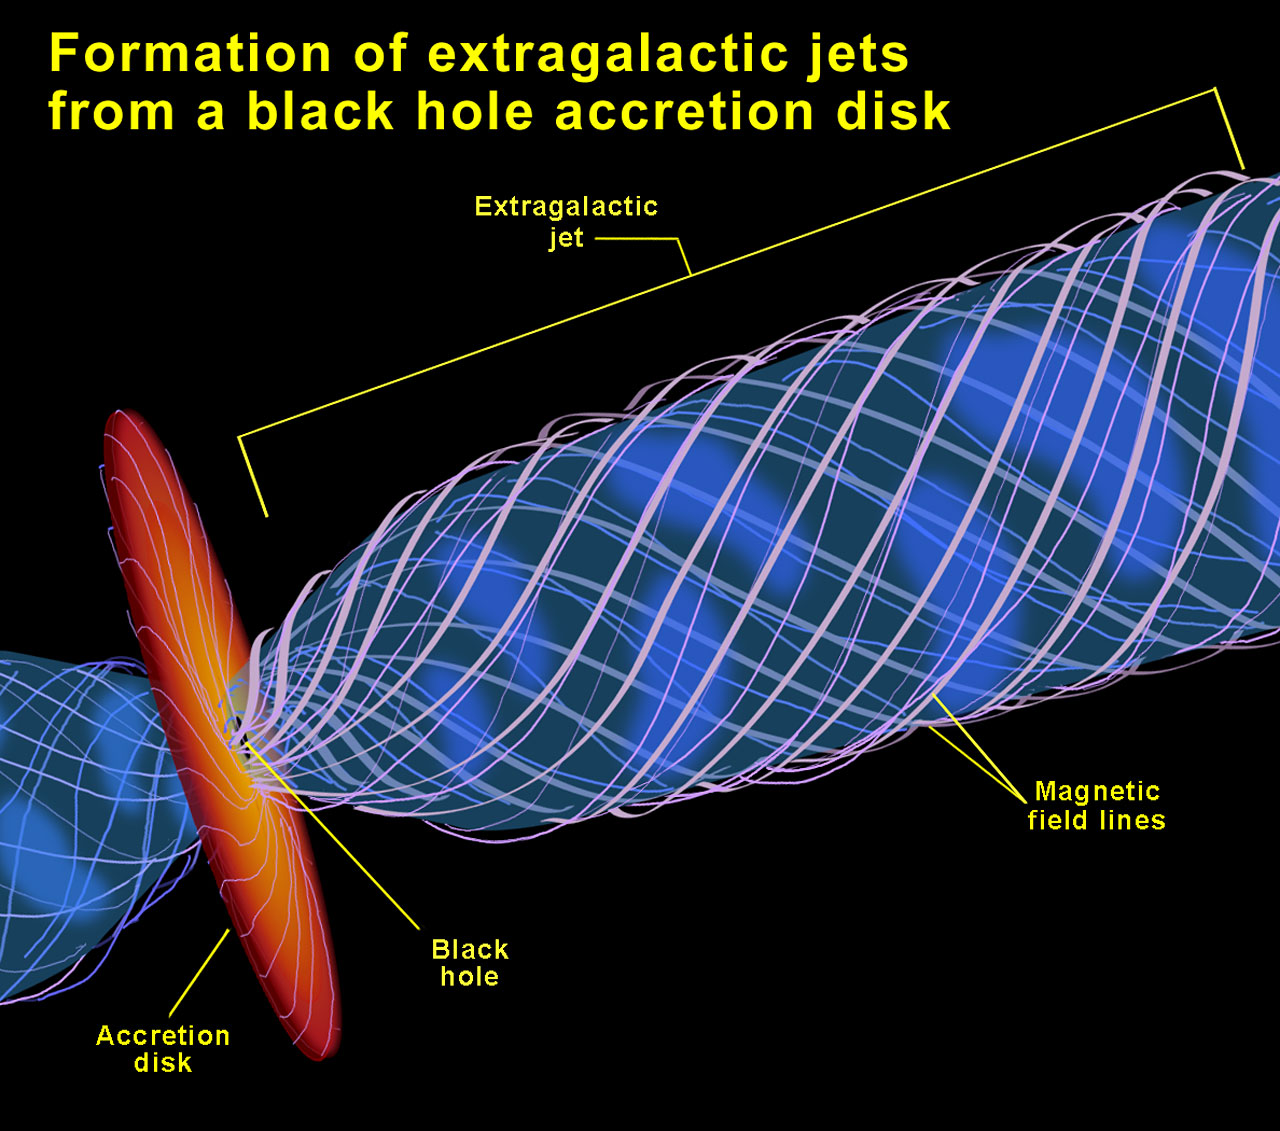 Formation of extragalactic jets
from a black hole accretion disk
Extragalactic
jet
Magnetic
field lines
Black
hole
Accretion
disk